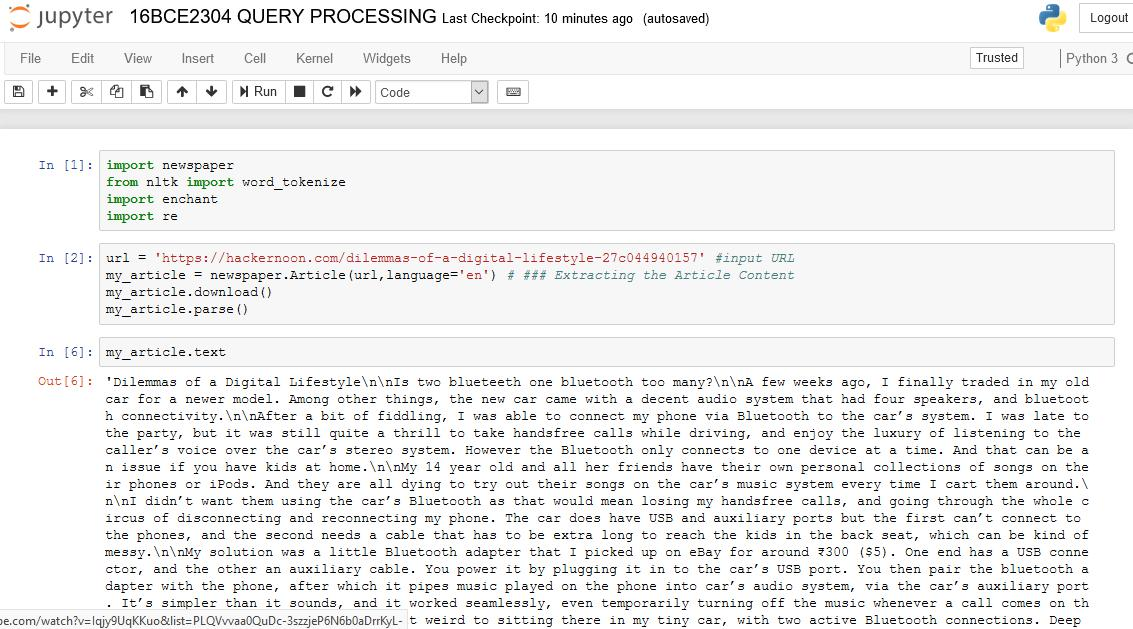 jupyter 16BCE2304 QUERY PROCESSING Last Checkpoint: 10 minutes ago (autosaved)
Logout
File Edit View Insert Cell Kernel Widgets Help
Trusted
Python 3
Run
Code
In [1]:
import newspaper
from nltk import word_tokenize
import enchant
import re
In [2]:
url = 'https://hackernoon.com/dilemmas-of-a-digital-lifestyle-27c044940157' #input URL
my_article = newspaper.Article(url,language='en') # ### Extracting the Article Content
my_article.download()
my_article.parse()
In [6]:
my_article.text
Out[6]:
'Dilemmas of a Digital Lifestyle\n\nIs two blueteeth one bluetooth too many?\n\nA few weeks ago, I finally traded in my old
car for a newer model. Among other things, the new car came with a decent audio system that had four speakers, and bluetoot
h connectivity.\n\nAfter a bit of fiddling, I was able to connect my phone via Bluetooth to the car’s system. I was late to
the party, but it was still quite a thrill to take handsfree calls while driving, and enjoy the luxury of listening to the
caller’s voice over the car’s stereo system. However the Bluetooth only connects to one device at a time. And that can be a
n issue if you have kids at home.\n\nMy 14 year old and all her friends have their own personal collections of songs on the
ir phones or iPods. And they are all dying to try out their songs on the car’s music system every time I cart them around.\
n\nI didn’t want them using the car’s Bluetooth as that would mean losing my handsfree calls, and going through the whole c
ircus of disconnecting and reconnecting my phone. The car does have USB and auxiliary ports but the first can’t connect to
the phones, and the second needs a cable that has to be extra long to reach the kids in the back seat, which can be kind of
messy.\n\nMy solution was a little Bluetooth adapter that I picked up on eBay for around ₹300 ($5). One end has a USB conne
ctor, and the other an auxiliary cable. You power it by plugging it in to the car’s USB port. You then pair the bluetooth a
dapter with the phone, after which it pipes music played on the phone into car’s audio system, via the car’s auxiliary port
. It’s simpler than it sounds, and it worked seamlessly, even temporarily turning off the music whenever a call comes on th
t weird to sitting there in my tiny car, with two active Bluetooth connections. Deep